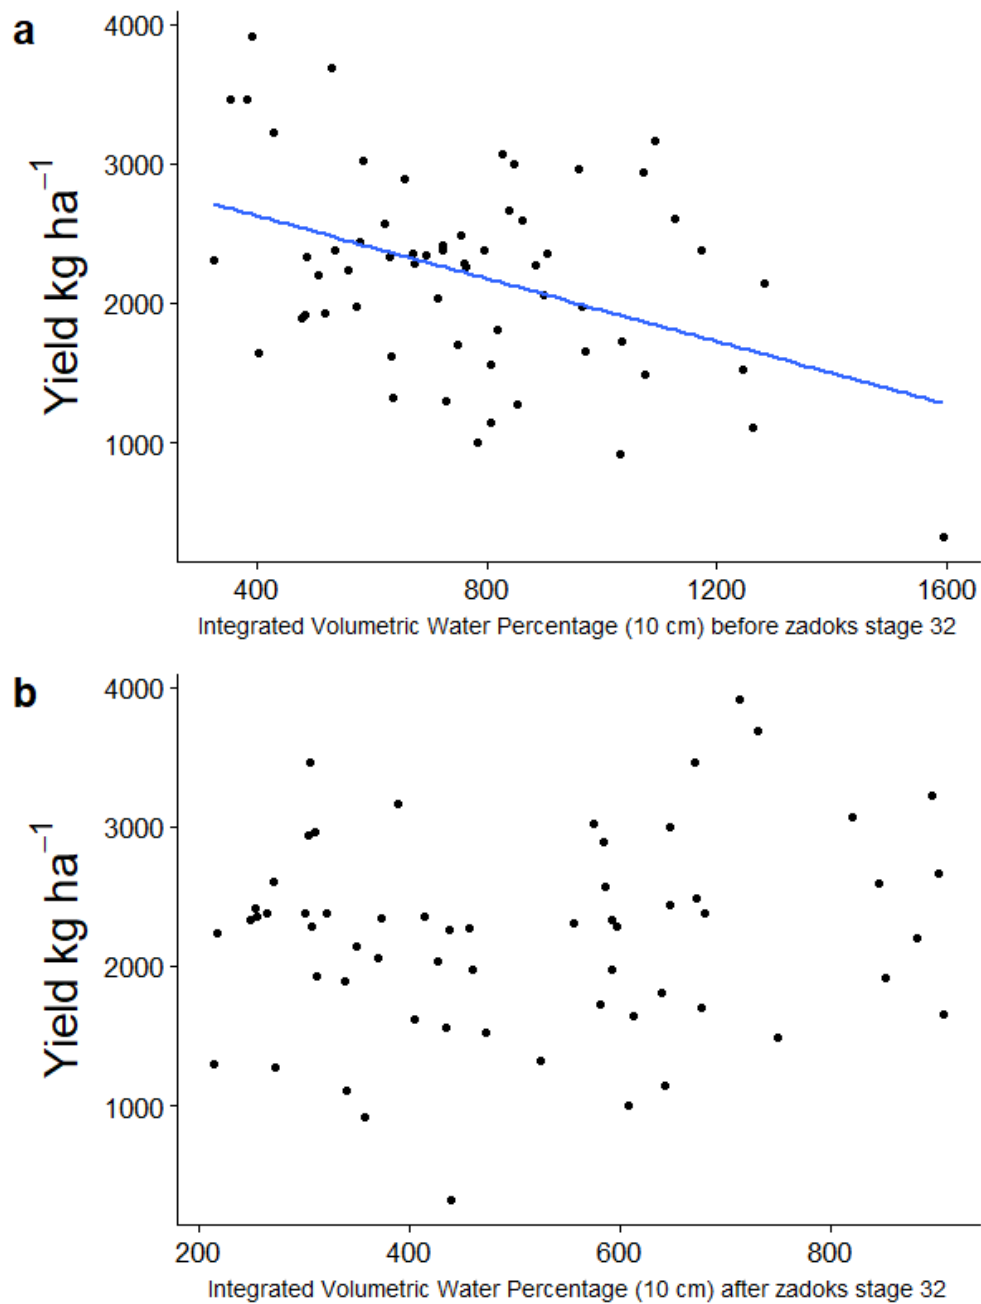 a
4000
3000
2000
1000
Yield kg ha⁻¹
400 800 1200 1600
Integrated Volumetric Water Percentage (10 cm) before zadoks stage 32
b
4000
3000
2000
1000
Yield kg ha⁻¹
200 400 600 800
Integrated Volumetric Water Percentage (10 cm) after zadoks stage 32